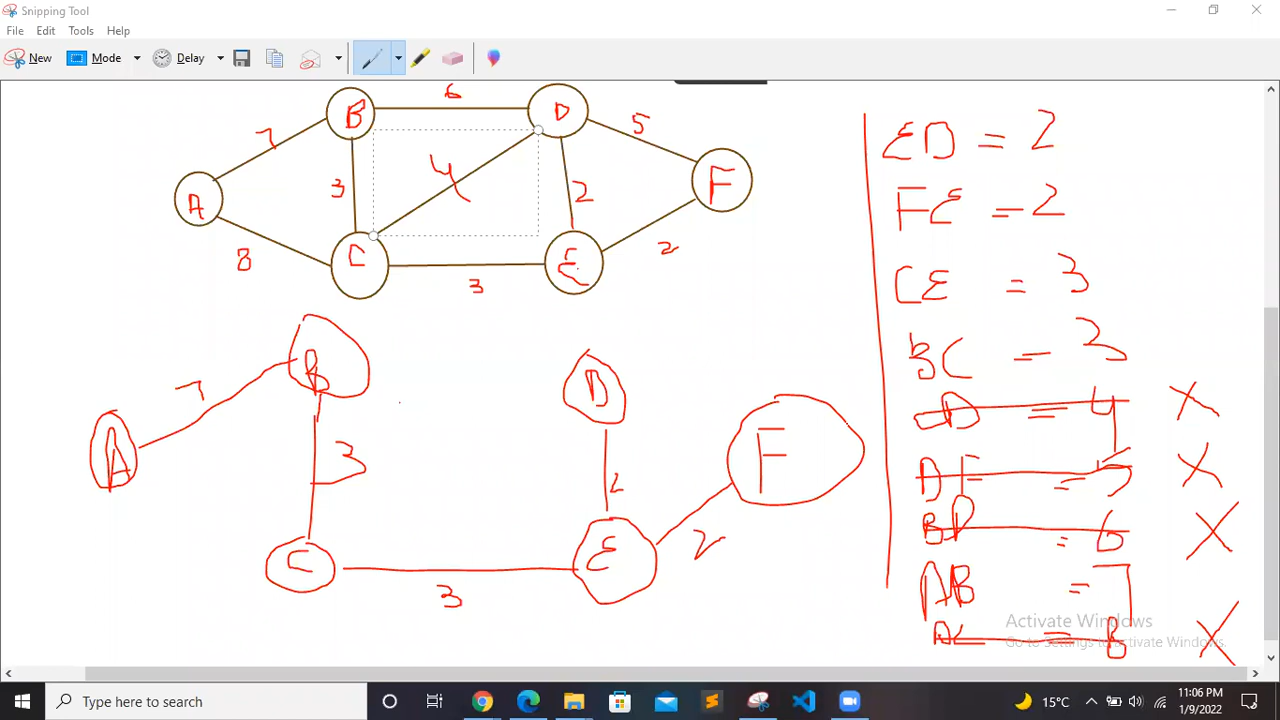 Snipping Tool
File Edit Tools Help
New Mode Delay
B 6 D
7 5
3 4 2
A F
8 C E 2
3
ED = 2
FE = 2
CE = 3
BC = 3
CD = 4 X
DF = 5 X
BD = 6 X
AB = 7
AC = 8 X
B
7 D
A 3 F
2
C E 2
3
Activate Windows
Go to Settings to activate Windows.
Type here to search
15°C
11:06 PM
1/9/2022